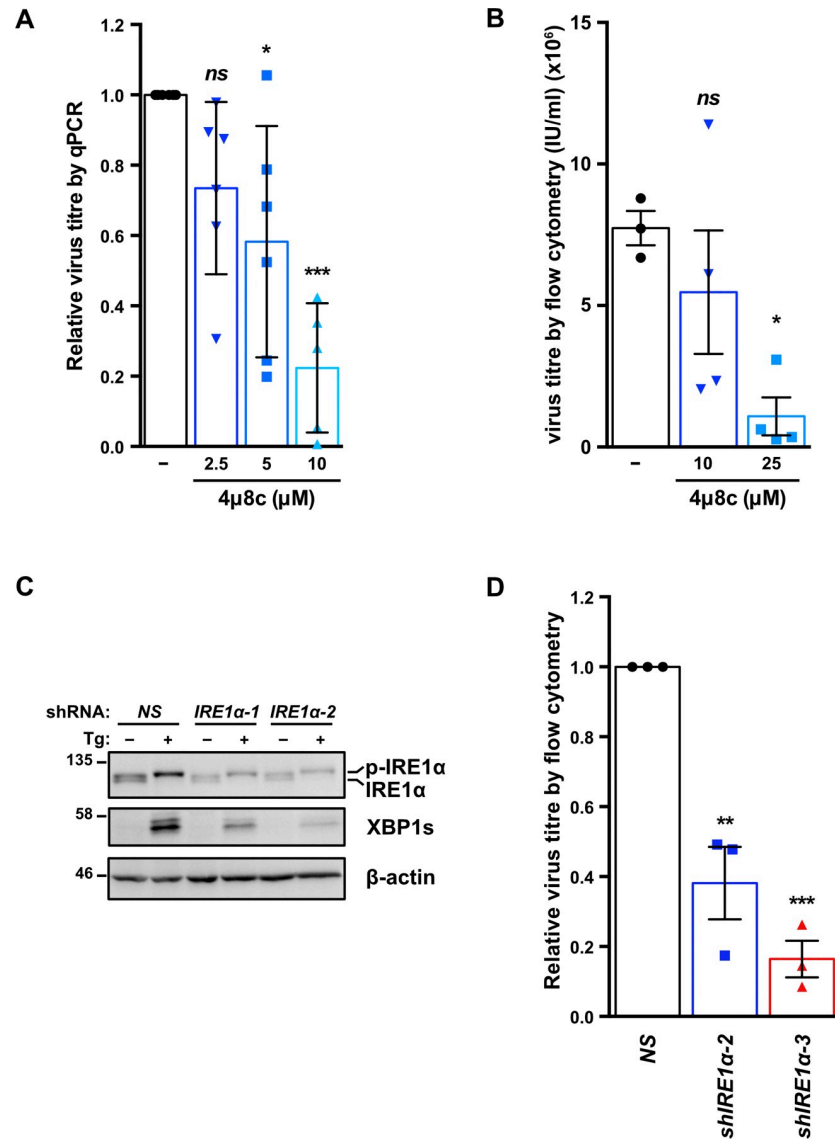 A
Relative virus titre by qPCR
1.2
1.0
0.8
0.6
0.4
0.2
0.0
ns
*
***
– 2.5 5 10
4µ8c (µM)
B
virus titre by flow cytometry (IU/ml) (x10⁶)
15
10
5
0
ns
*
– 10 25
4µ8c (µM)
C
shRNA: NS IRE1α-1 IRE1α-2
Tg: – + – + – +
135
p-IRE1α
IRE1α
58
XBP1s
46
β-actin
D
Relative virus titre by flow cytometry
1.2
1.0
0.8
0.6
0.4
0.2
0.0
**
***
NS
shIRE1α-2
shIRE1α-3